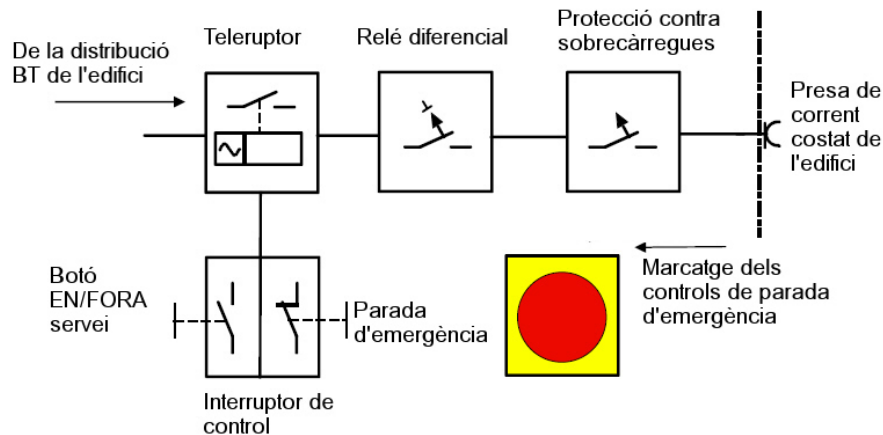 De la distribució
BT de l'edifici
Teleruptor
Relé diferencial
Protecció contra
sobrecàrregues
Presa de
corrent
costat de
l'edifici
Botó
EN/FORA
servei
Parada
d'emergència
Interruptor de
control
Marcatge dels
controls de parada
d'emergència